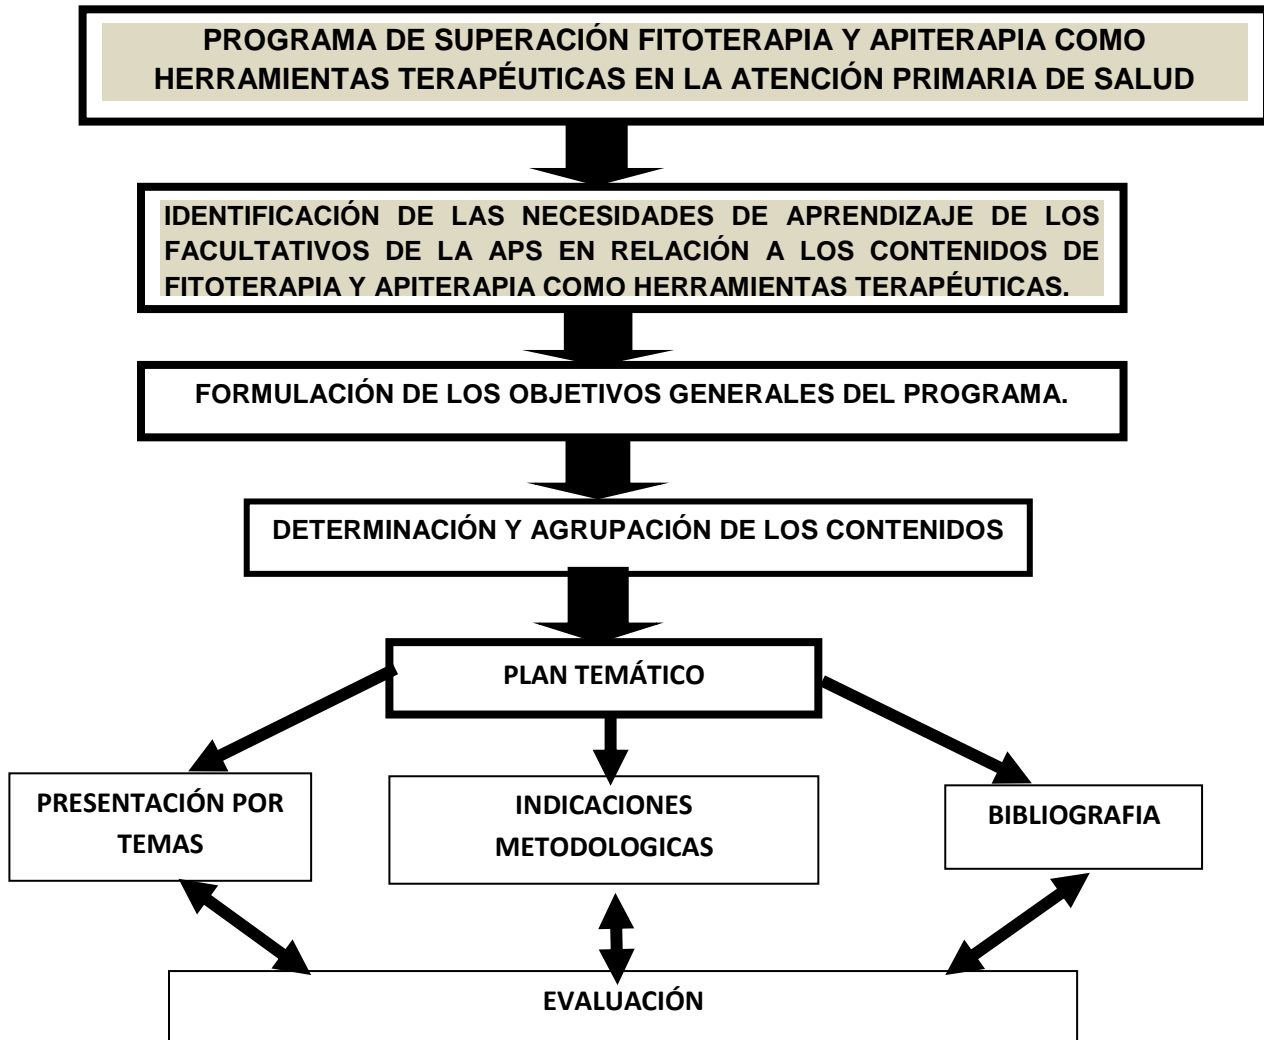 PROGRAMA DE SUPERACIÓN FITOTERAPIA Y APITERAPIA COMO
HERRAMIENTAS TERAPÉUTICAS EN LA ATENCIÓN PRIMARIA DE SALUD
IDENTIFICACIÓN DE LAS NECESIDADES DE APRENDIZAJE DE LOS
FACULTATIVOS DE LA APS EN RELACIÓN A LOS CONTENIDOS DE
FITOTERAPIA Y APITERAPIA COMO HERRAMIENTAS TERAPÉUTICAS.
FORMULACIÓN DE LOS OBJETIVOS GENERALES DEL PROGRAMA.
DETERMINACIÓN Y AGRUPACIÓN DE LOS CONTENIDOS
PLAN TEMÁTICO
PRESENTACIÓN POR
TEMAS
INDICACIONES
METODOLOGICAS
BIBLIOGRAFIA
EVALUACIÓN